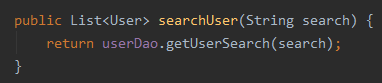 public List<User> searchUser(String search) {
    return userDao.getUserSearch(search);
}